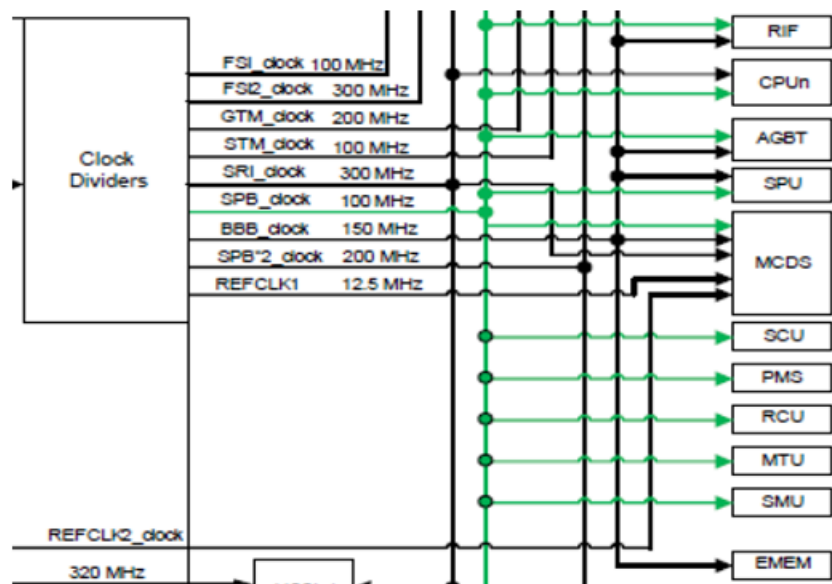 FSI_clock 100 MHz
FSI2_clock 300 MHz
GTM_clock 200 MHz
STM_clock 100 MHz
SRI_clock 300 MHz
SPB_clock 100 MHz
BBB_clock 150 MHz
SPB*2_clock 200 MHz
REFCLK1 12.5 MHz
Clock
Dividers
REFCLK2_clock
320 MHz
RIF
CPUn
AGBT
SPU
MCDS
SCU
PMS
RCU
MTU
SMU
EMEM